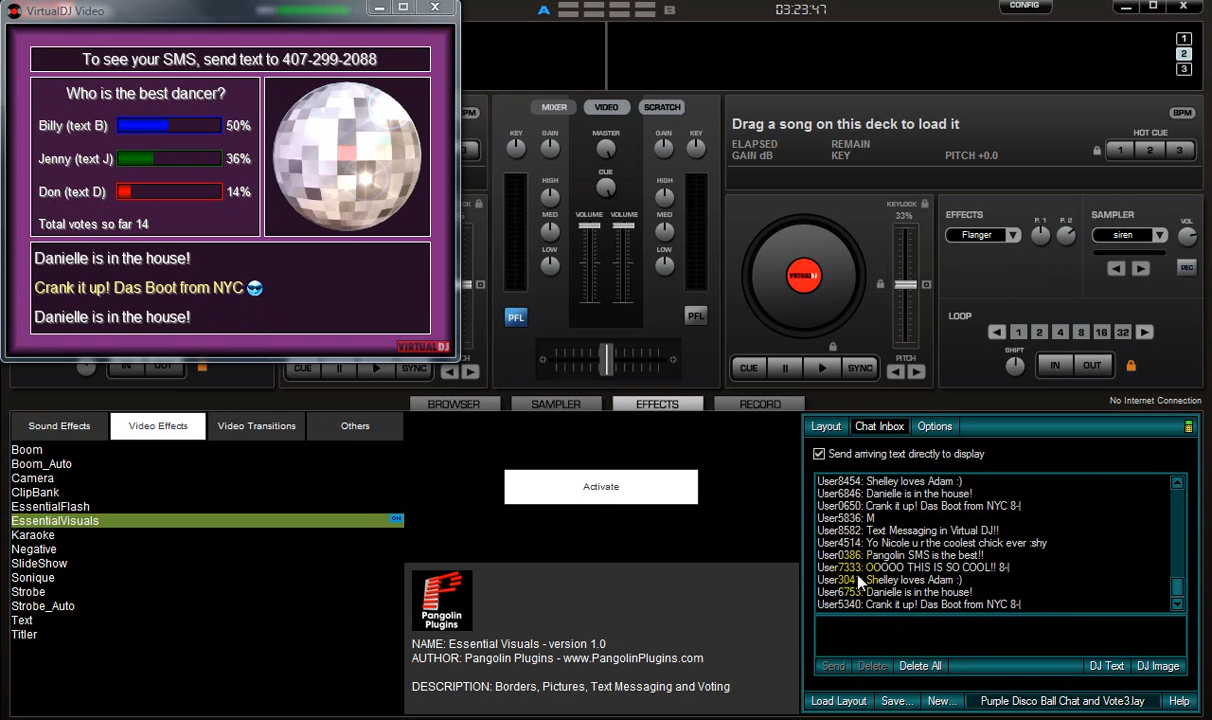 VirtualDJ Video
To see your SMS, send text to 407-299-2088
Who is the best dancer?
Billy (text B) 50%
Jenny (text J) 36%
Don (text D) 14%
Total votes so far 14
Danielle is in the house!
Crank it up! Das Boot from NYC
Danielle is in the house!
VIRTUALDJ
A
B
03:23:47
CONFIG
1
2
3
MIXER
VIDEO
SCRATCH
KEY
GAIN
MASTER
GAIN
KEY
CUE
HIGH
HIGH
MED
VOLUME
VOLUME
MED
LOW
LOW
PFL
PFL
BPM
Drag a song on this deck to load it
ELAPSED
REMAIN
GAIN dB
KEY
PITCH +0.0
BPM
HOT CUE
1 2 3
KEYLOCK
33%
VIRTUALDJ
EFFECTS
P. 1
P. 2
SAMPLER
VOL
Flanger
siren
REC
LOOP
1 2 4 8 16 32
SHIFT
IN
OUT
CUE
SYNC
PITCH
IN OUT
CUE
SYNC
BROWSER
SAMPLER
EFFECTS
RECORD
No Internet Connection
Sound Effects
Video Effects
Video Transitions
Others
Boom
Boom_Auto
Camera
ClipBank
EssentialFlash
EssentialVisuals ON
Karaoke
Negative
SlideShow
Sonique
Strobe
Strobe_Auto
Text
Titler
Activate
Pangolin
Plugins
NAME: Essential Visuals - version 1.0
AUTHOR: Pangolin Plugins - www.PangolinPlugins.com
DESCRIPTION: Borders, Pictures, Text Messaging and Voting
Layout
Chat Inbox
Options
Send arriving text directly to display
User8454: Shelley loves Adam :)
User6846: Danielle is in the house!
User0650: Crank it up! Das Boot from NYC 8-|
User5836: M
User8582: Text Messaging in Virtual DJ!!
User4514: Yo Nicole u r the coolest chick ever :shy
User0386: Pangolin SMS is the best!!
User7333: OOOOO THIS IS SO COOL!! 8-|
Shelley loves Adam :)
User6753: Danielle is in the house!
User5340: Crank it up! Das Boot from NYC 8-|
Send
Delete
Delete All
DJ Text
DJ Image
Load Layout
Save...
New...
Purple Disco Ball Chat and Vote3.lay
Help